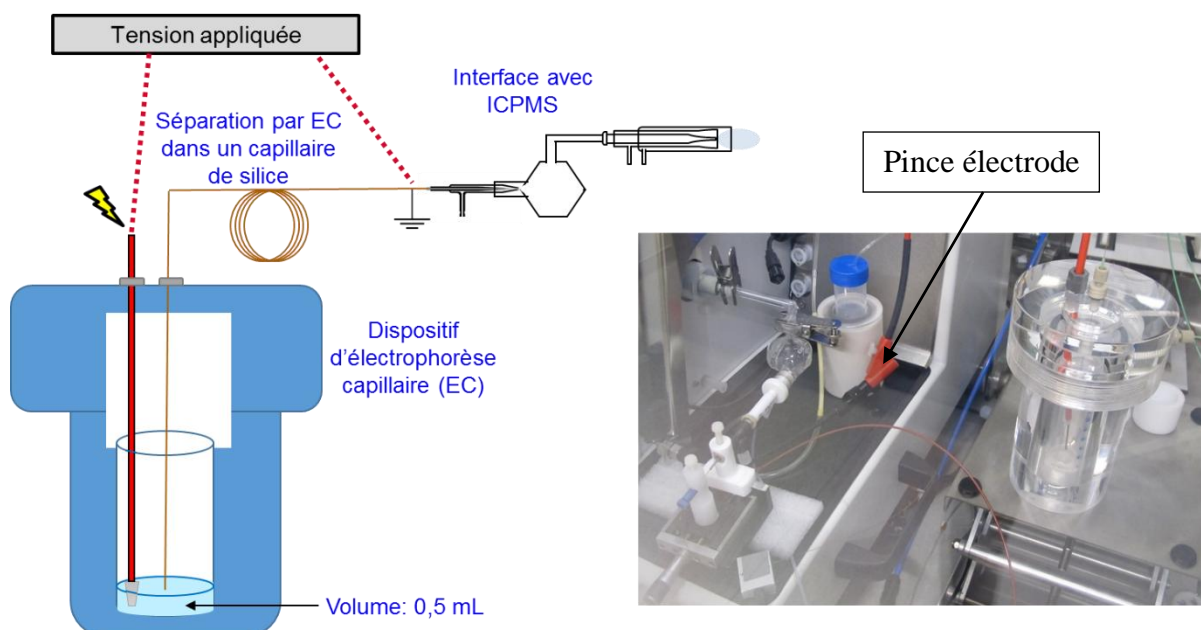 Tension appliquée
Interface avec
ICPMS
Séparation par EC
dans un capillaire
de silice
Pince électrode
Dispositif
d'électrophorèse
capillaire (EC)
Volume: 0,5 mL